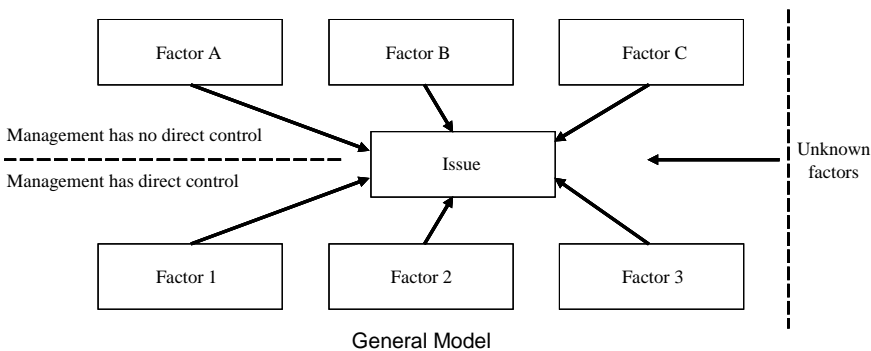 Factor A
Factor B
Factor C
Management has no direct control
Management has direct control
Issue
Unknown
factors
Factor 1
Factor 2
Factor 3
General Model